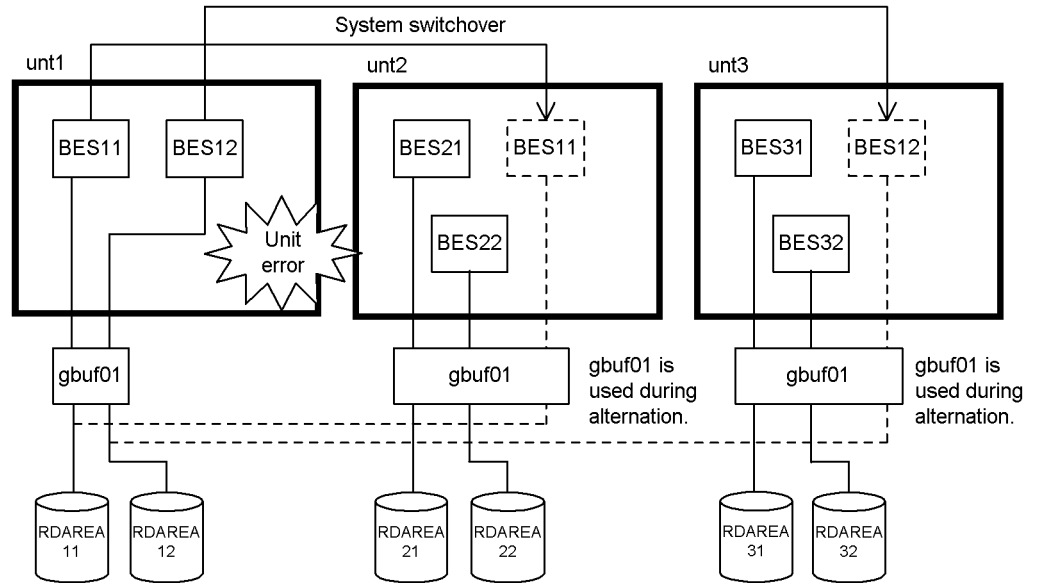 System switchover
unt1
unt2
unt3
BES11
BES12
BES21
BES11
BES31
BES12
Unit
error
BES22
BES32
gbuf01
gbuf01
gbuf01 is
used during
alternation.
gbuf01
gbuf01 is
used during
alternation.
RDAREA
11
RDAREA
12
RDAREA
21
RDAREA
22
RDAREA
31
RDAREA
32